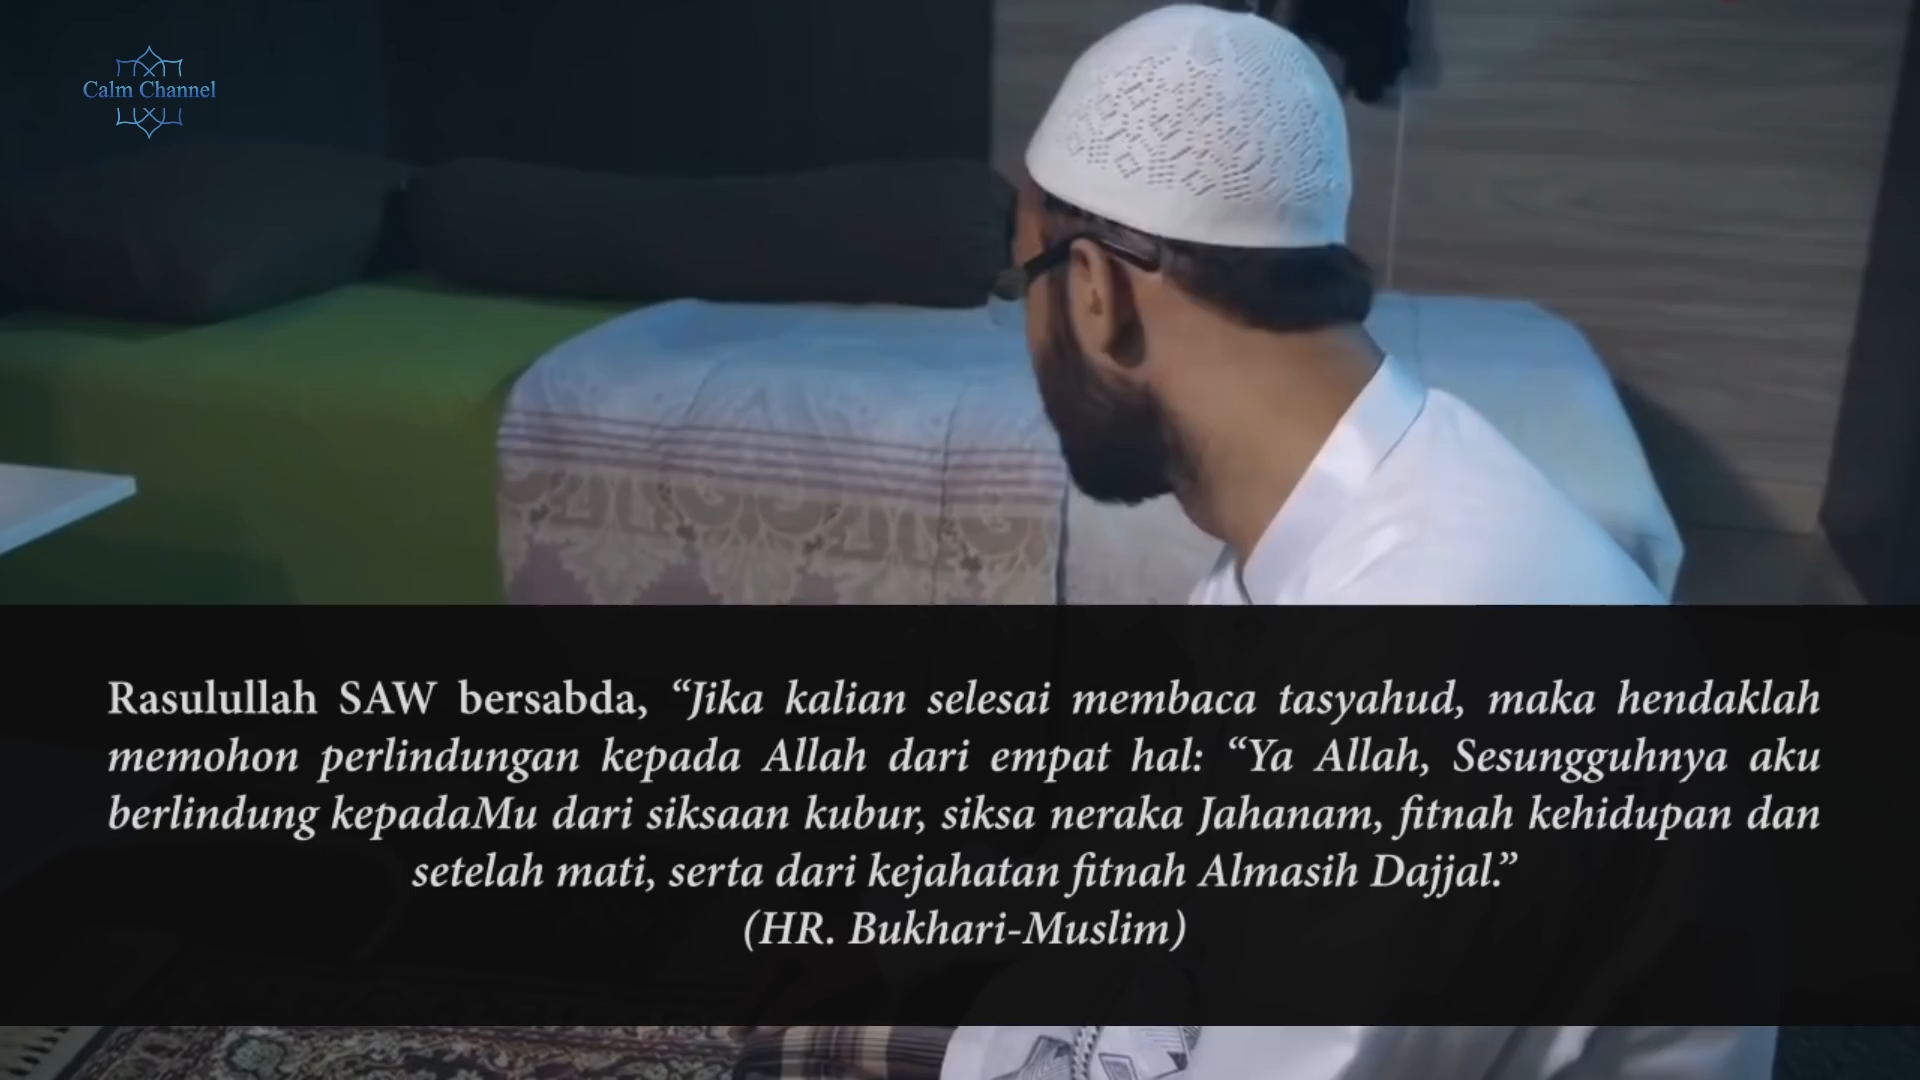 Calm Channel
Rasulullah SAW bersabda, “Jika kalian selesai membaca tasyahud, maka hendaklah
memohon perlindungan kepada Allah dari empat hal: “Ya Allah, Sesungguhnya aku
berlindung kepadaMu dari siksaan kubur, siksa neraka Jahanam, fitnah kehidupan dan
setelah mati, serta dari kejahatan fitnah Almasih Dajjal.”
(HR. Bukhari-Muslim)